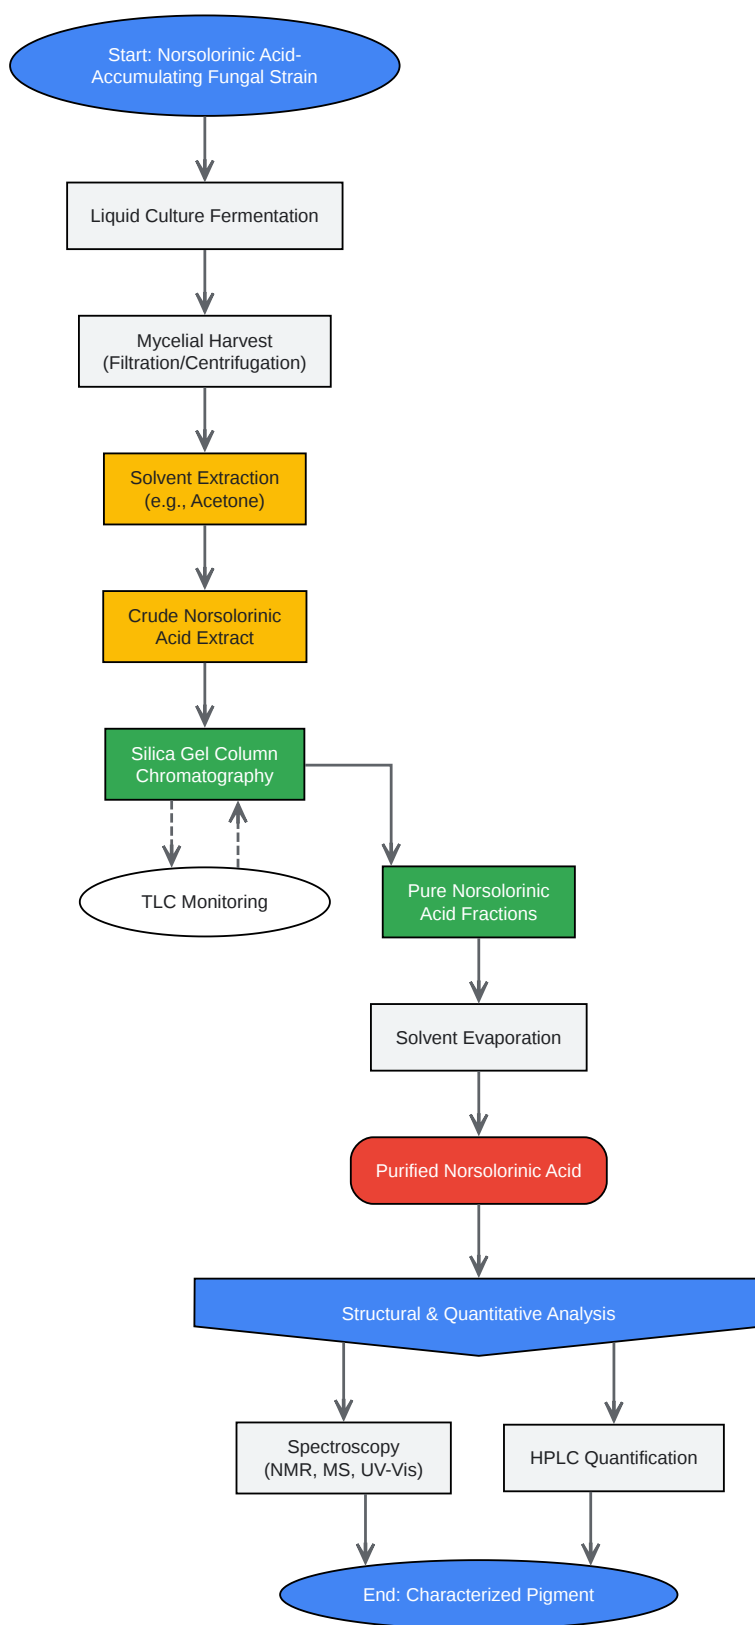 Start: Norsolorinic Acid-
Accumulating Fungal Strain
Liquid Culture Fermentation
Mycelial Harvest
(Filtration/Centrifugation)
Solvent Extraction
(e.g., Acetone)
Crude Norsolorinic
Acid Extract
Silica Gel Column
Chromatography
TLC Monitoring
Pure Norsolorinic
Acid Fractions
Solvent Evaporation
Purified Norsolorinic Acid
Structural & Quantitative Analysis
Spectroscopy
(NMR, MS, UV-Vis)
HPLC Quantification
End: Characterized Pigment